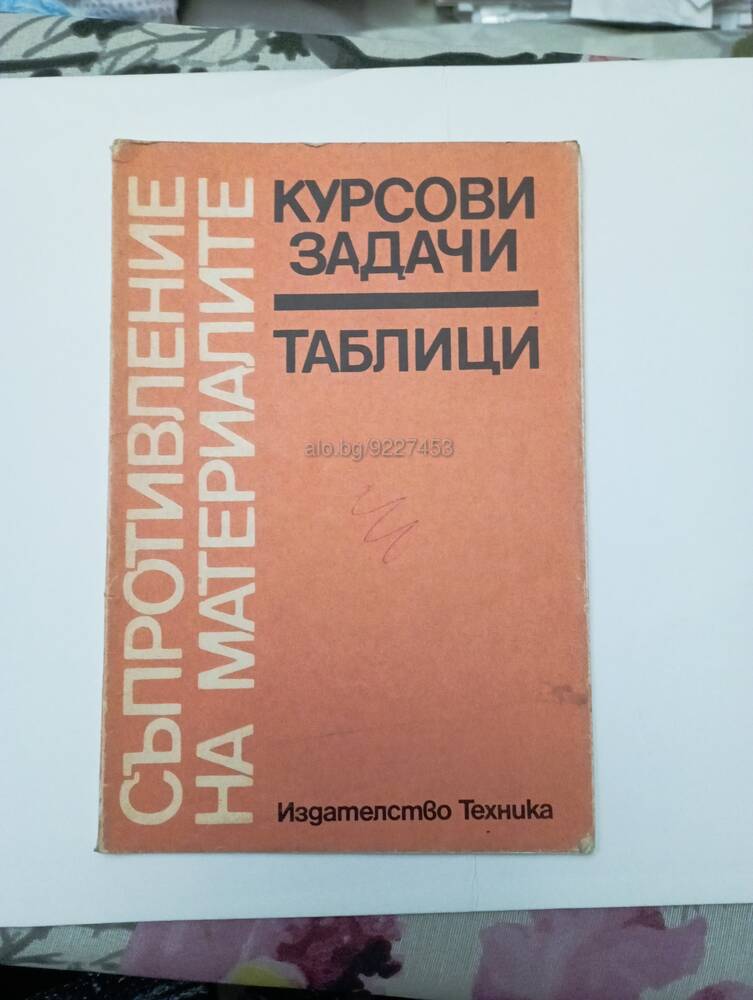 СЪПРОТИВЛЕНИЕ
НА МАТЕРИАЛИТЕ
КУРСОВИ
ЗАДАЧИ
ТАБЛИЦИ
alo.bg/9227453
Издателство Техника